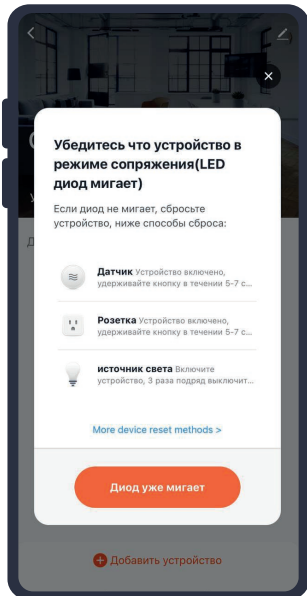 Убедитесь что устройство в
режиме сопряжения(LED
диод мигает)
Если диод не мигает, сбросьте
устройство, ниже способы сброса:
Датчик Устройство включено,
удерживайте кнопку в течении 5-7 с...
Розетка Устройство включено,
удерживайте кнопку в течении 5-7 с...
источник света Включите
устройство, 3 раза подряд выключит...
More device reset methods >
Диод уже мигает
Добавить устройство